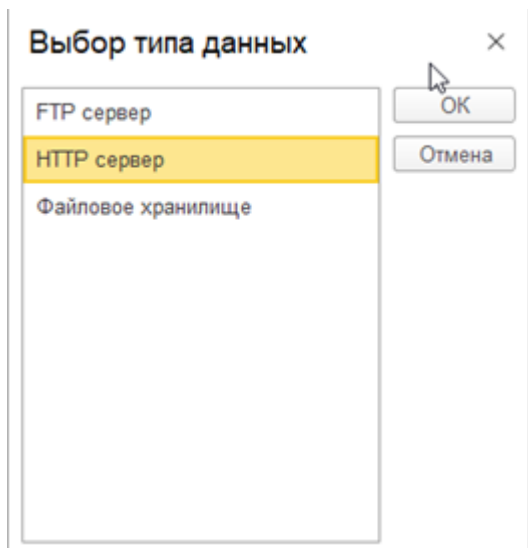 Выбор типа данных
FTP сервер
OK
HTTP сервер
Отмена
Файловое хранилище